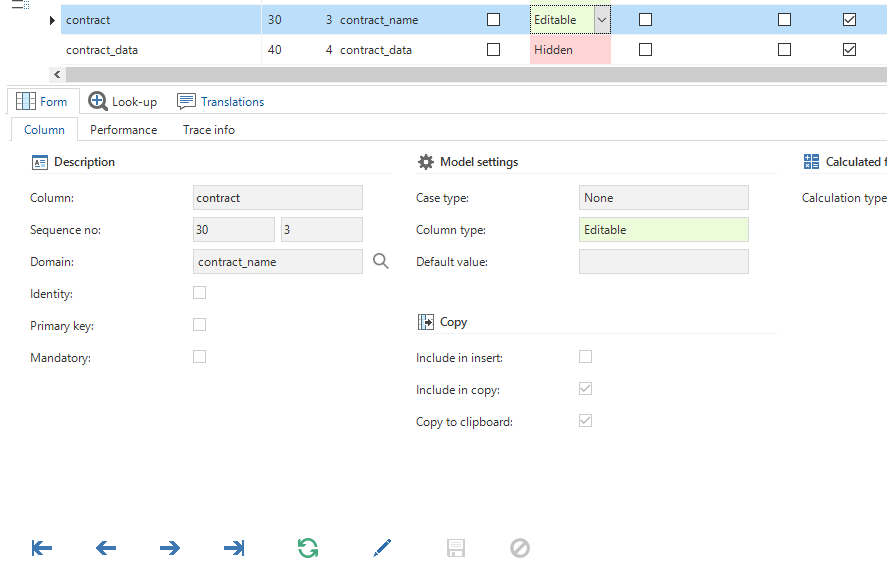 contract 30 3 contract_name Editable
contract_data 40 4 contract_data Hidden
Form Look-up Translations
Column Performance Trace info
Description Model settings Calculated f
Column: contract Case type: None Calculation type
Sequence no: 30 3 Column type: Editable
Domain: contract_name Default value:
Identity:
Primary key: Copy
Mandatory: Include in insert:
Include in copy:
Copy to clipboard: